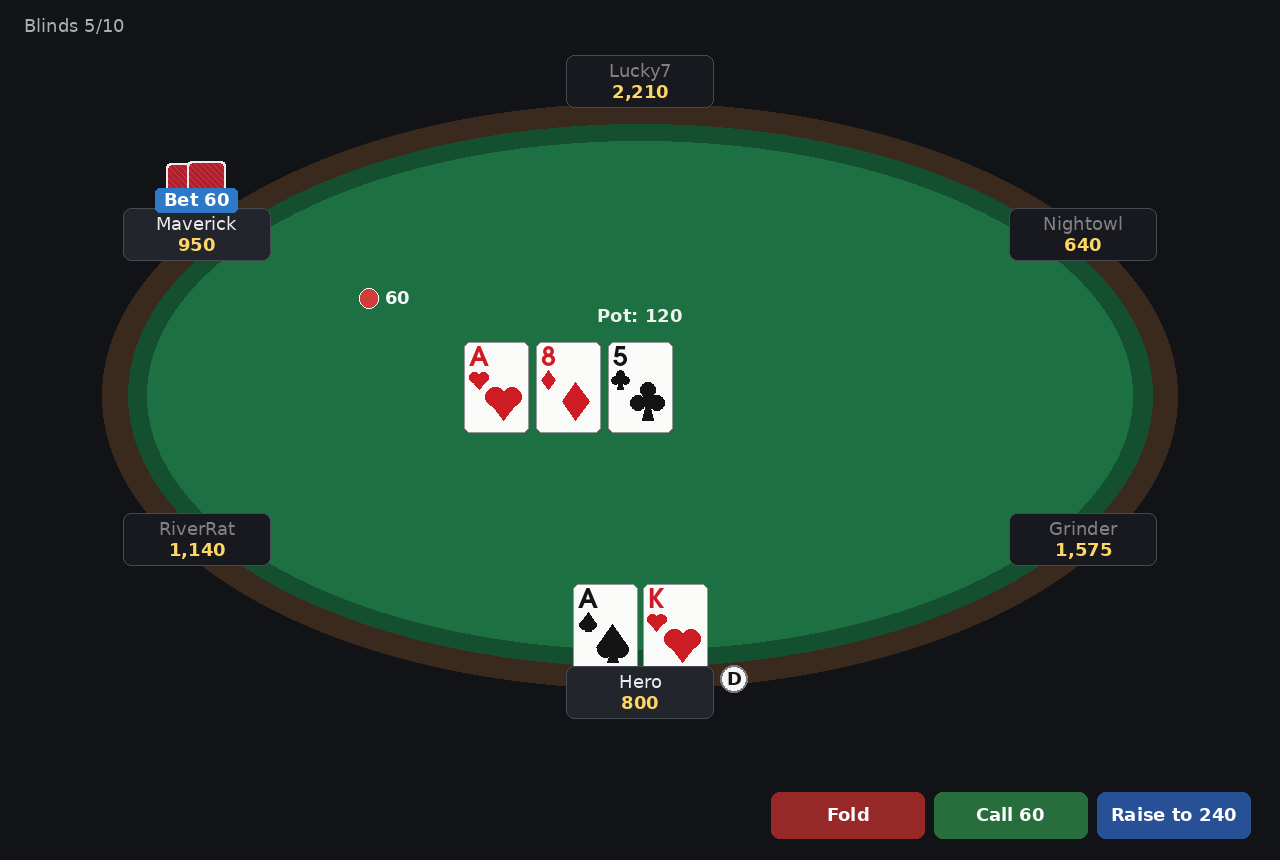 Blinds 5/10
Lucky7
2,210
Bet 60
Maverick
950
Nightowl
640
60
Pot: 120
A
8
5
RiverRat
1,140
Grinder
1,575
A
K
Hero
800
D
Fold
Call 60
Raise to 240